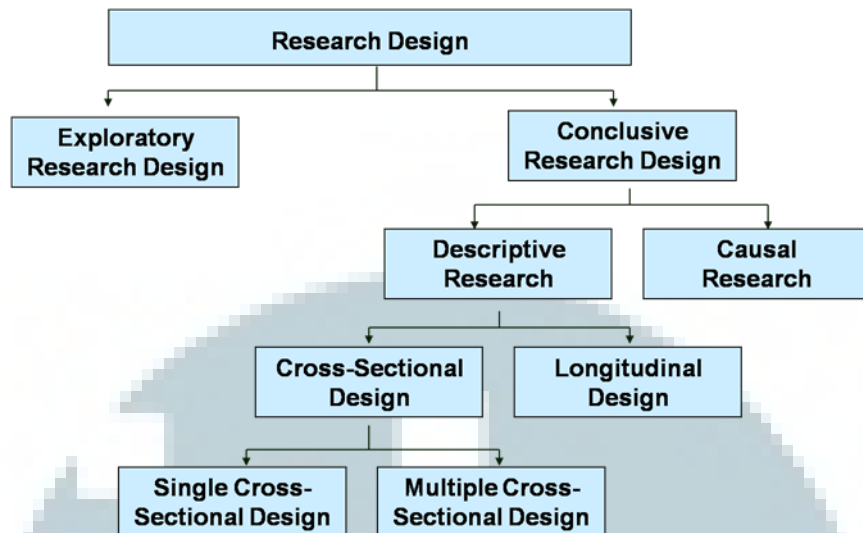 Research Design
Exploratory
Research Design
Conclusive
Research Design
Descriptive
Research
Causal
Research
Cross-Sectional
Design
Longitudinal
Design
Single Cross-
Sectional Design
Multiple Cross-
Sectional Design